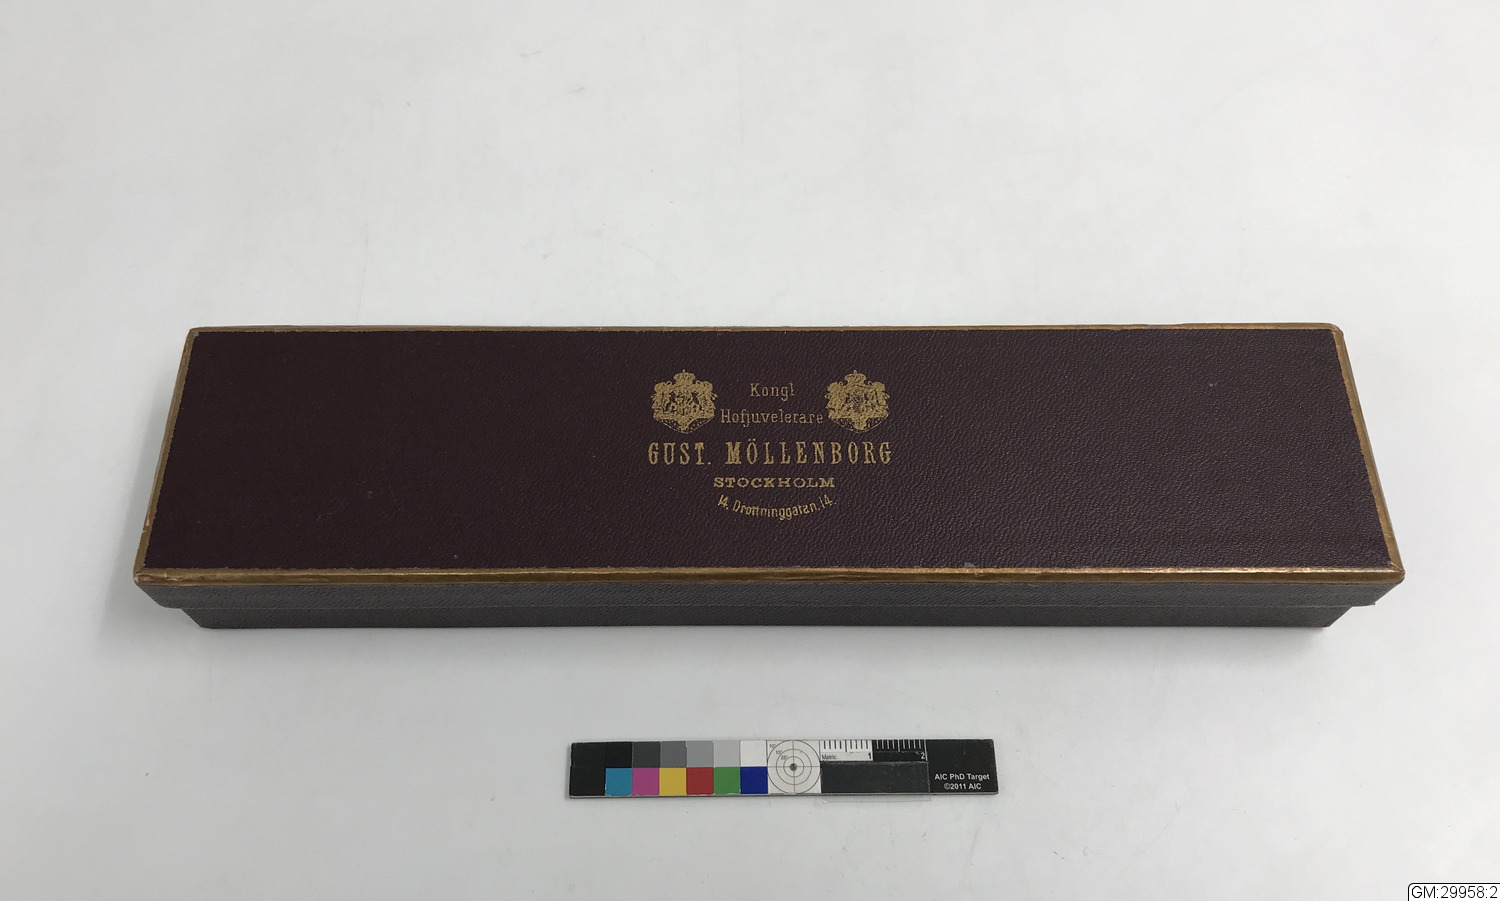 Kongl
Hofjuvelerare
GUST. MÖLLENBORG
STOCKHOLM
14. Drottninggatan. 14.
Metric
1
2
AIC PhD Target
©2011 AIC
GM:29958:2